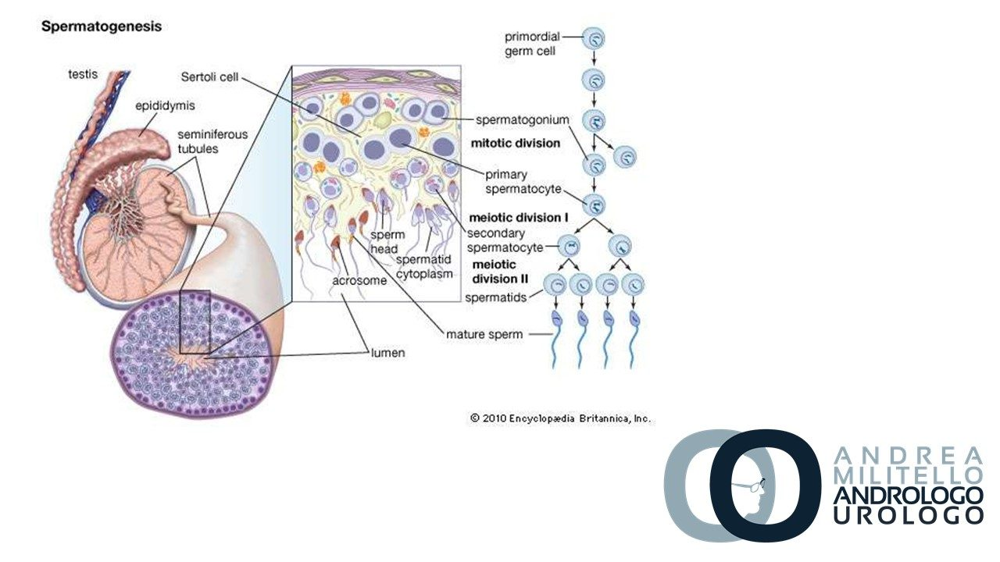 Spermatogenesis
testis
epididymis
seminiferous
tubules
Sertoli cell
sperm
head
spermatid
cytoplasm
acrosome
lumen
primordial
germ cell
spermatogonium
mitotic division
primary
spermatocyte
meiotic division I
secondary
spermatocyte
meiotic
division II
spermatids
mature sperm
© 2010 Encyclopædia Britannica, Inc.
ANDREA
MILITELLO
ANDROLOGO
UROLOGO